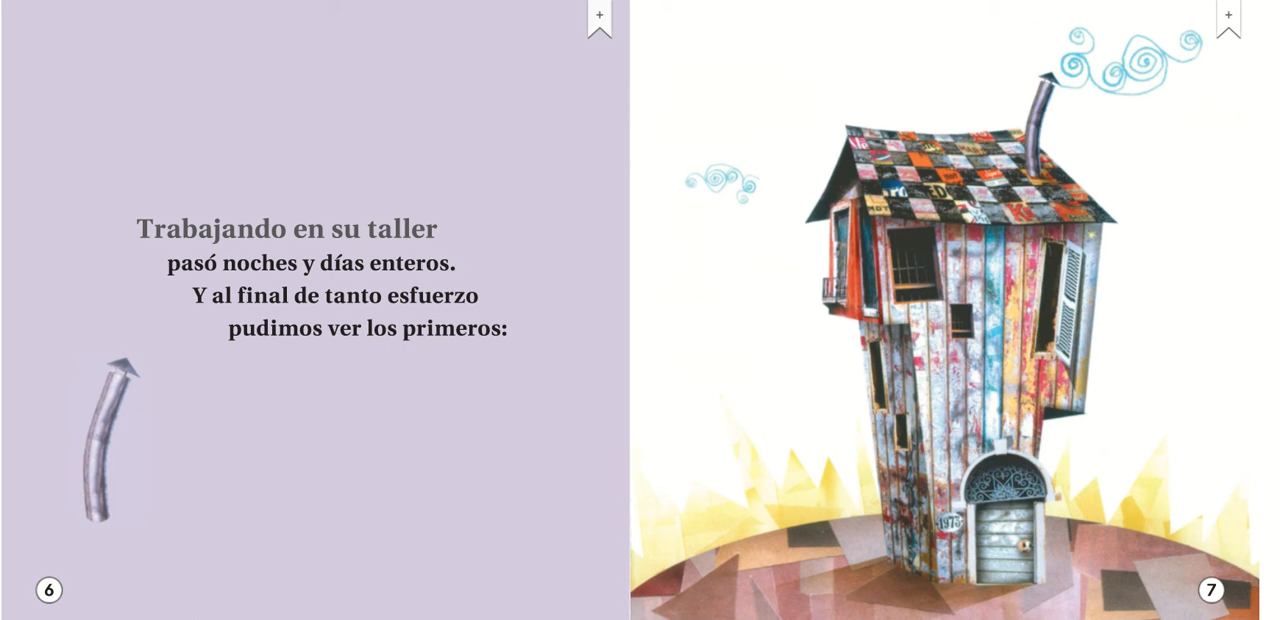 Trabajando en su taller
pasó noches y días enteros.
Y al final de tanto esfuerzo
pudimos ver los primeros:
6
1973
7